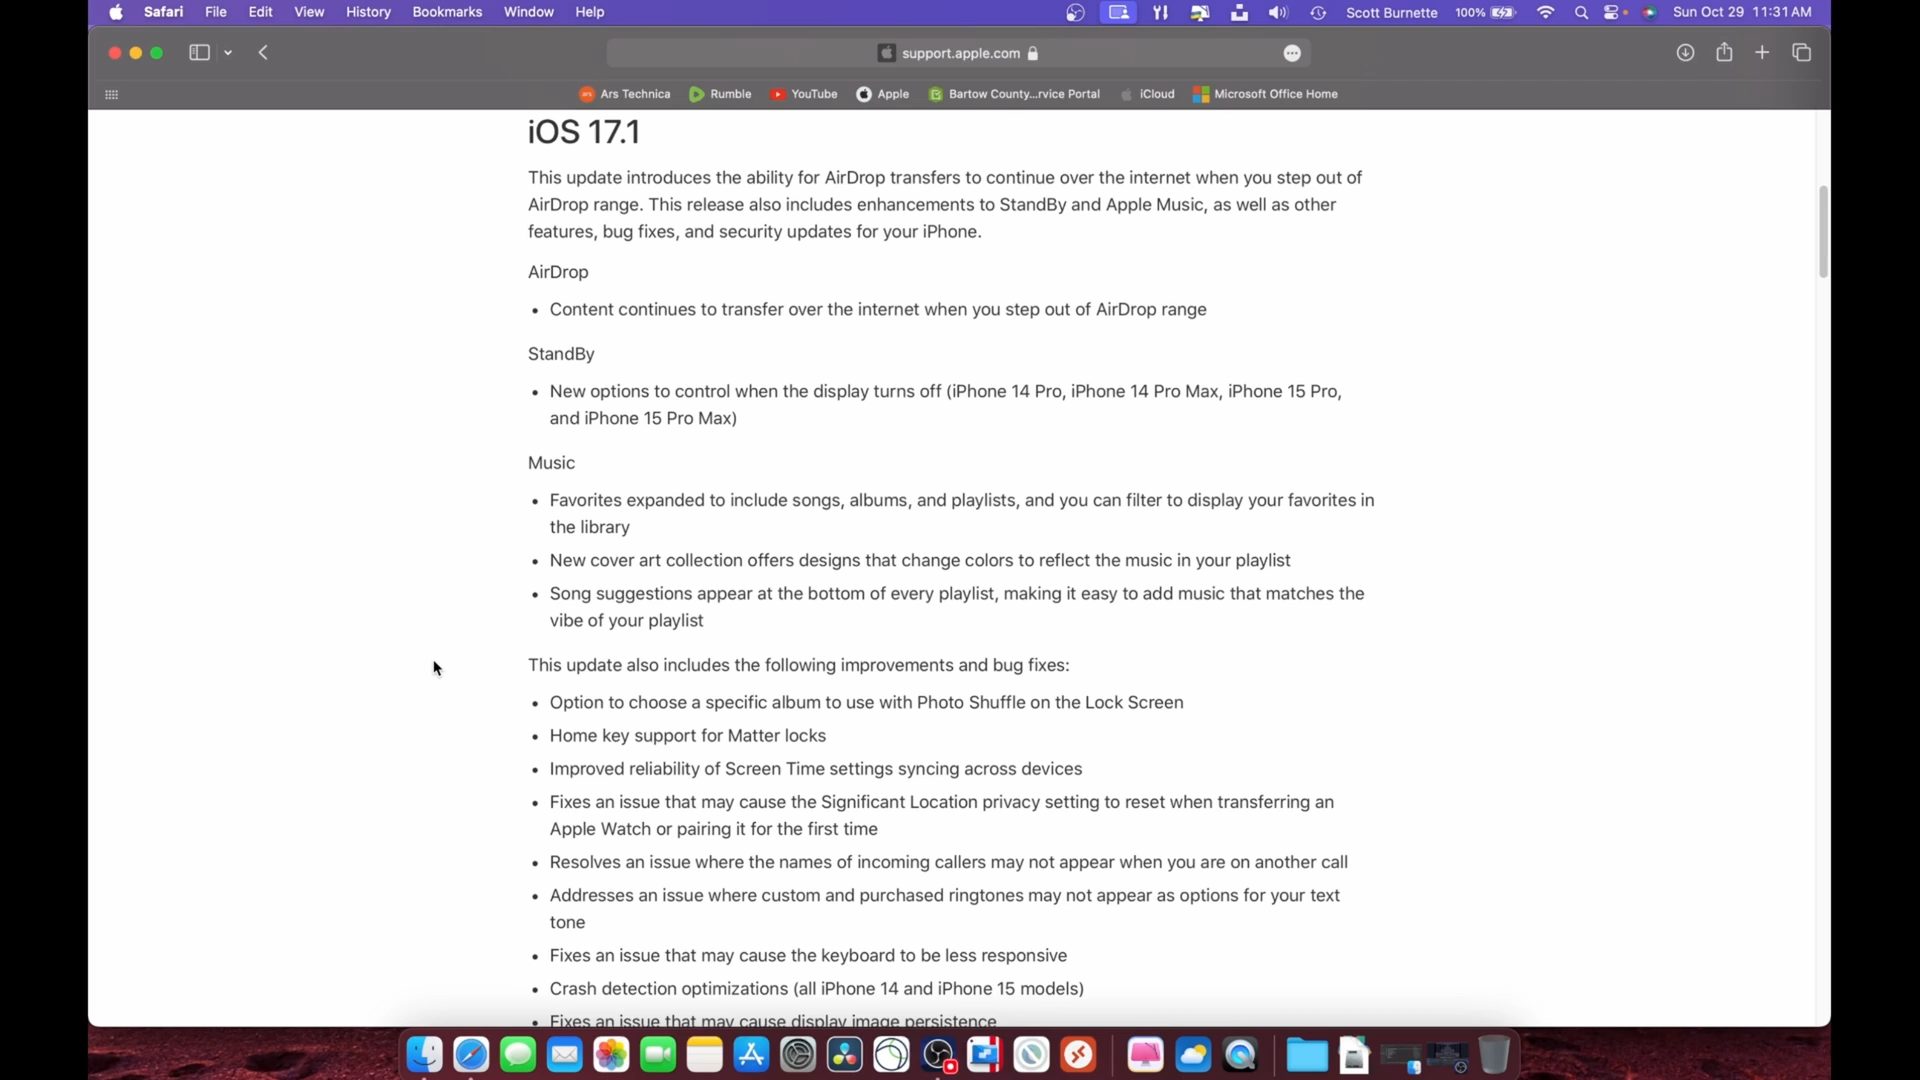 Safari File Edit View History Bookmarks Window Help Scott Burnette 100% Sun Oct 29 11:31 AM
support.apple.com
Ars Technica Rumble YouTube Apple Bartow County...rvice Portal iCloud Microsoft Office Home
iOS 17.1
This update introduces the ability for AirDrop transfers to continue over the internet when you step out of
AirDrop range. This release also includes enhancements to StandBy and Apple Music, as well as other
features, bug fixes, and security updates for your iPhone.
AirDrop
• Content continues to transfer over the internet when you step out of AirDrop range
StandBy
• New options to control when the display turns off (iPhone 14 Pro, iPhone 14 Pro Max, iPhone 15 Pro,
and iPhone 15 Pro Max)
Music
• Favorites expanded to include songs, albums, and playlists, and you can filter to display your favorites in
the library
• New cover art collection offers designs that change colors to reflect the music in your playlist
• Song suggestions appear at the bottom of every playlist, making it easy to add music that matches the
vibe of your playlist
This update also includes the following improvements and bug fixes:
• Option to choose a specific album to use with Photo Shuffle on the Lock Screen
• Home key support for Matter locks
• Improved reliability of Screen Time settings syncing across devices
• Fixes an issue that may cause the Significant Location privacy setting to reset when transferring an
Apple Watch or pairing it for the first time
• Resolves an issue where the names of incoming callers may not appear when you are on another call
• Addresses an issue where custom and purchased ringtones may not appear as options for your text
tone
• Fixes an issue that may cause the keyboard to be less responsive
• Crash detection optimizations (all iPhone 14 and iPhone 15 models)
• Fixes an issue that may cause display image persistence